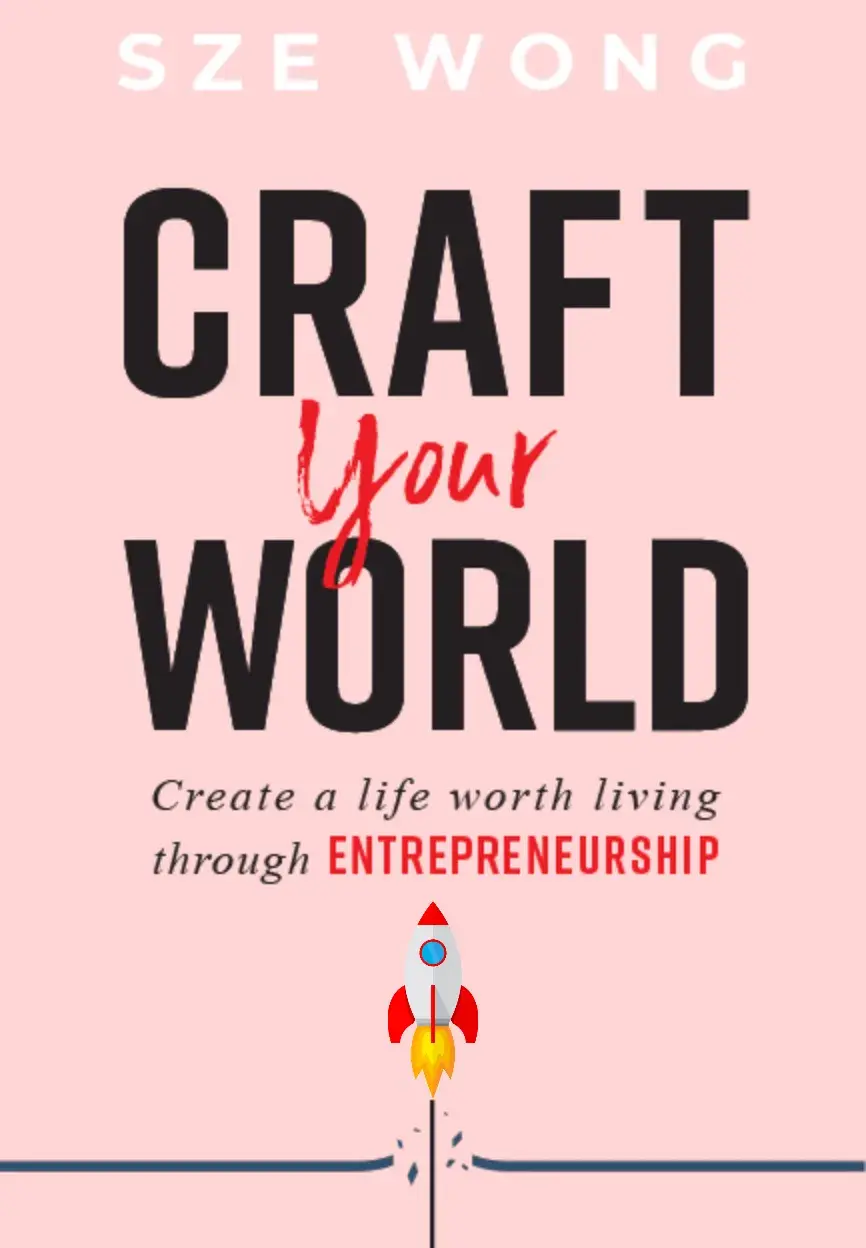 SZE WONG
CRAFT
Your
WORLD
Create a life worth living
through ENTREPRENEURSHIP